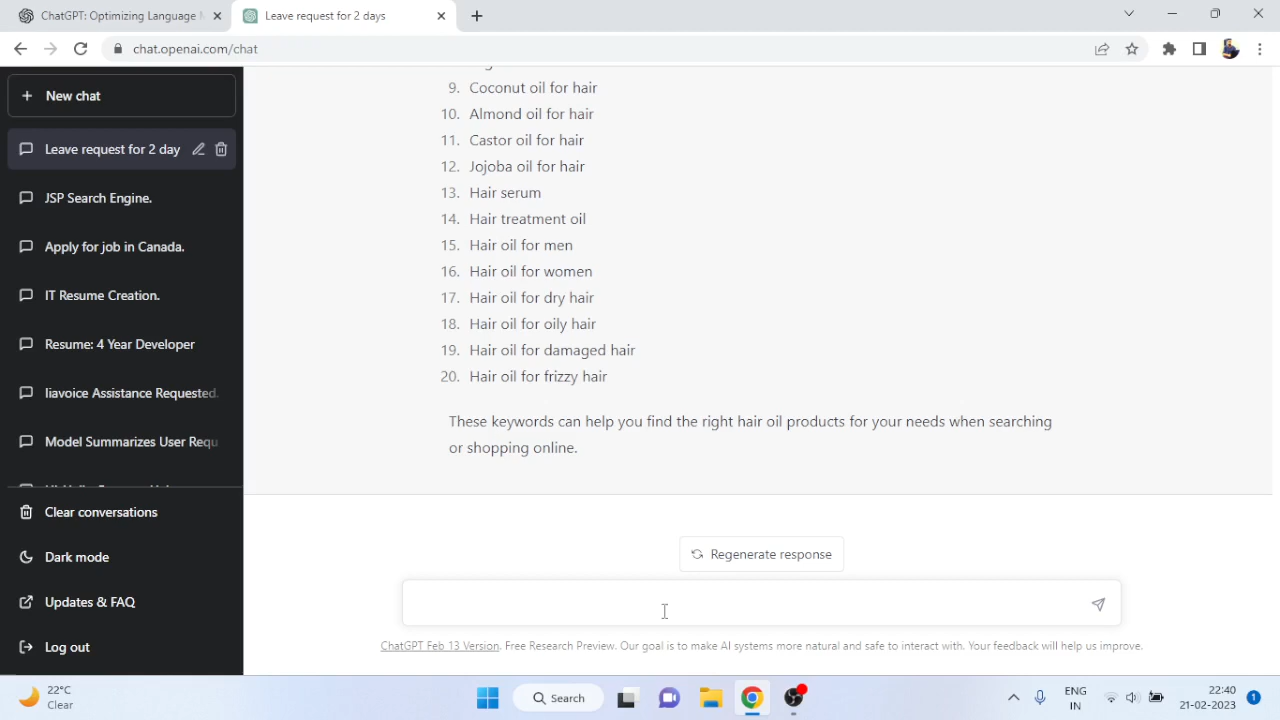 ChatGPT: Optimizing Language
Leave request for 2 days
chat.openai.com/chat
New chat
Leave request for 2 day
JSP Search Engine.
Apply for job in Canada.
IT Resume Creation.
Resume: 4 Year Developer
liavoice Assistance Requested.
Model Summarizes User Requ
Clear conversations
Dark mode
Updates & FAQ
Log out
9. Coconut oil for hair
10. Almond oil for hair
11. Castor oil for hair
12. Jojoba oil for hair
13. Hair serum
14. Hair treatment oil
15. Hair oil for men
16. Hair oil for women
17. Hair oil for dry hair
18. Hair oil for oily hair
19. Hair oil for damaged hair
20. Hair oil for frizzy hair
These keywords can help you find the right hair oil products for your needs when searching
or shopping online.
Regenerate response
ChatGPT Feb 13 Version. Free Research Preview. Our goal is to make AI systems more natural and safe to interact with. Your feedback will help us improve.
22°C
Clear
Search
ENG
IN
22:40
21-02-2023
1